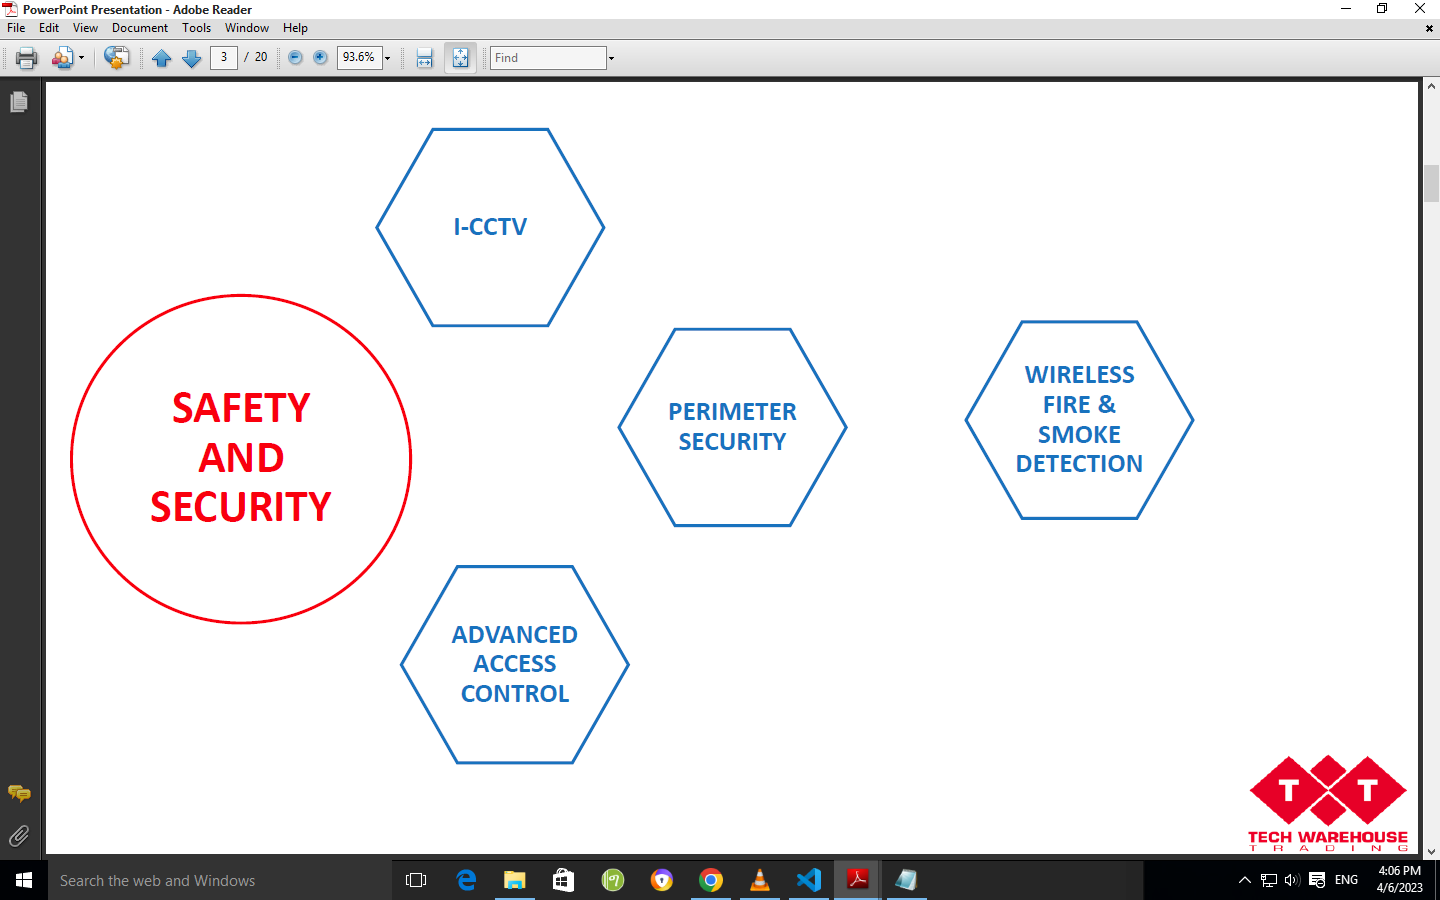 PowerPoint Presentation - Adobe Reader
File Edit View Document Tools Window Help
3 / 20 93.6% Find
I-CCTV
SAFETY
AND
SECURITY
PERIMETER
SECURITY
WIRELESS
FIRE &
SMOKE
DETECTION
ADVANCED
ACCESS
CONTROL
T T
TECH WAREHOUSE
TRADING
Search the web and Windows
ENG
4:06 PM
4/6/2023